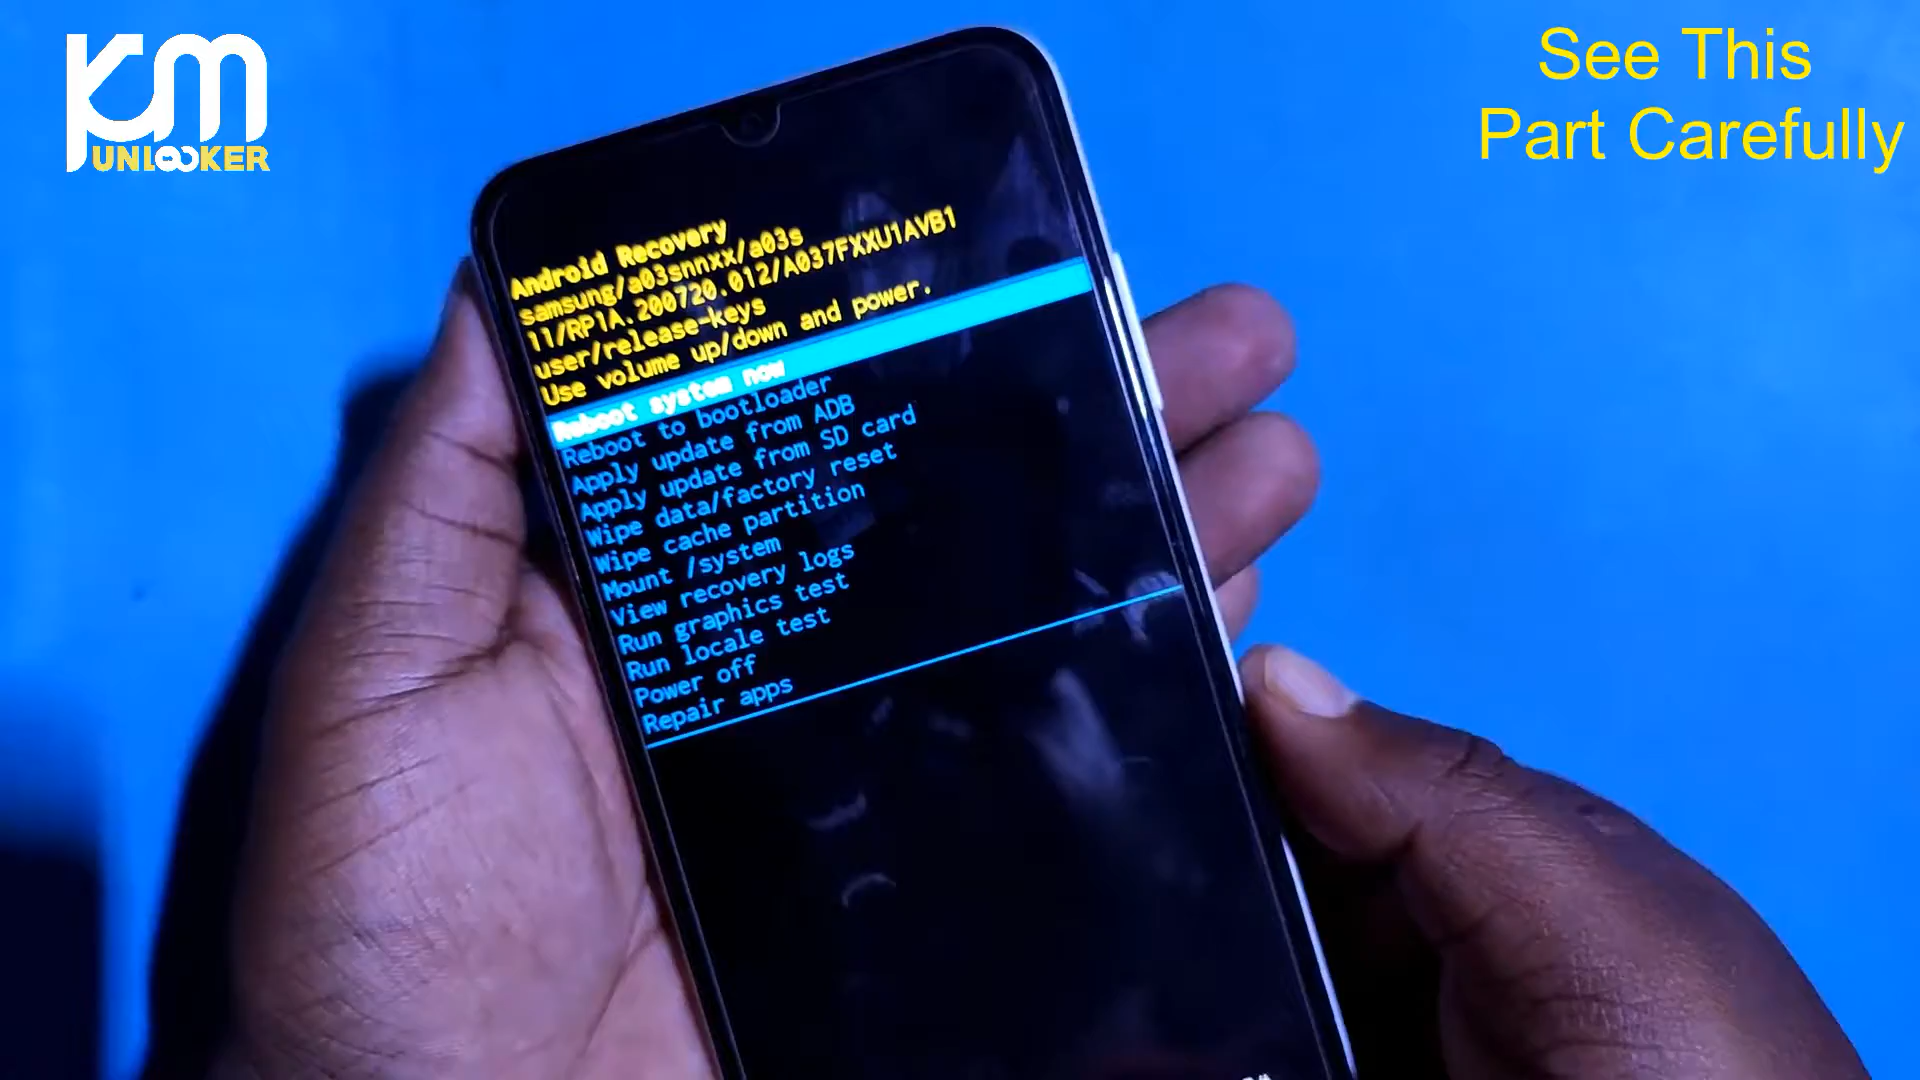 KM
UNLOOKER
See This
Part Carefully
Android Recovery
samsung/a03snnxx/a03s
11/RP1A.200720.012/A037FXXU1AVB1
user/release-keys
Use volume up/down and power.
Reboot system now
Reboot to bootloader
Apply update from ADB
Apply update from SD card
Wipe data/factory reset
Wipe cache partition
Mount /system
View recovery logs
Run graphics test
Run locale test
Power off
Repair apps